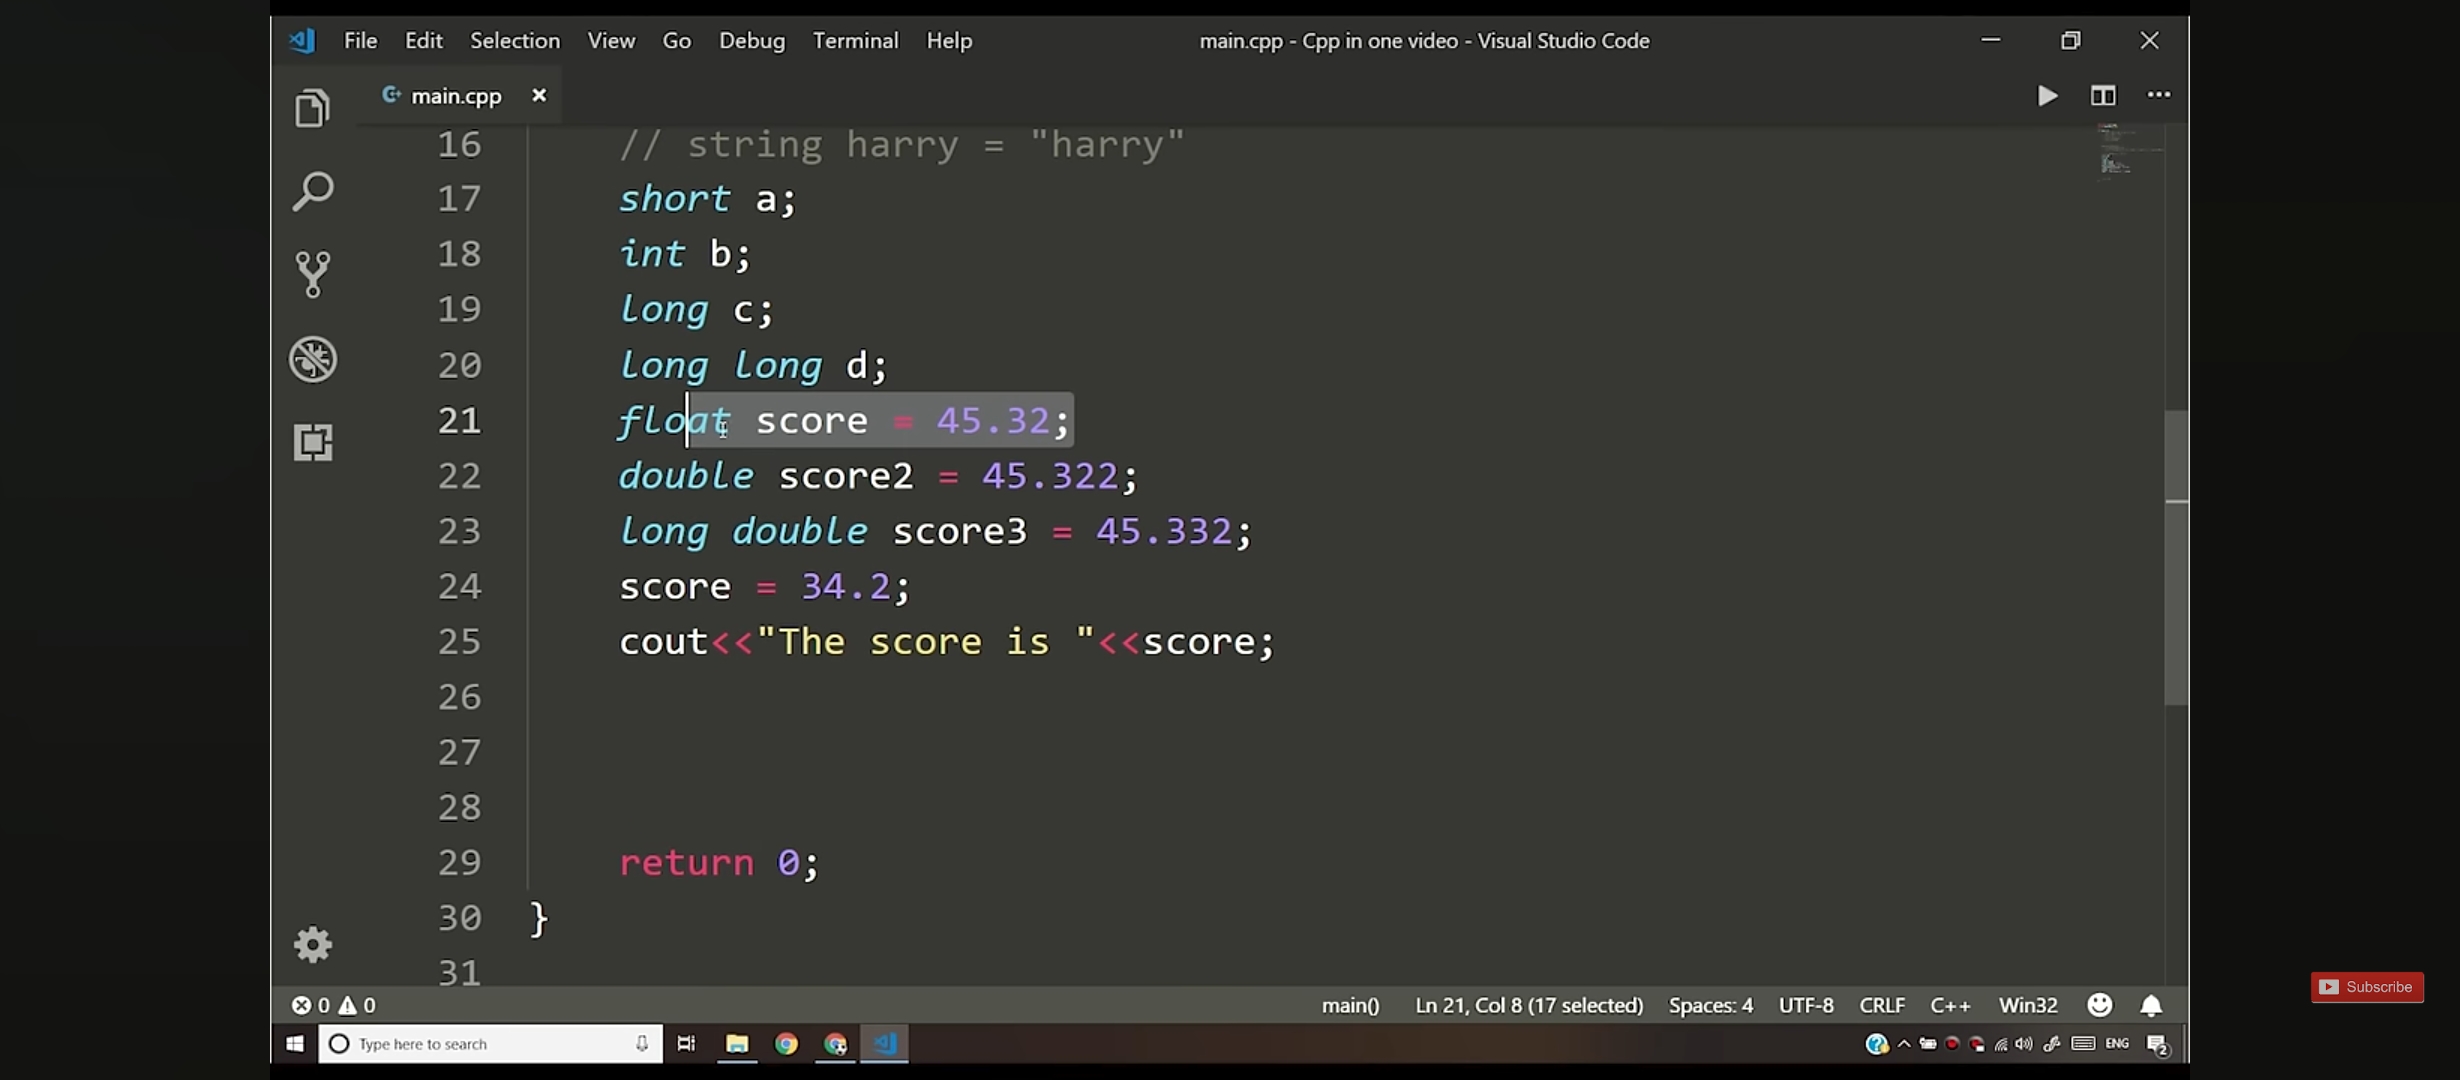 File Edit Selection View Go Debug Terminal Help main.cpp - Cpp in one video - Visual Studio Code
main.cpp
16 // string harry = "harry"
17 short a;
18 int b;
19 long c;
20 long long d;
21 float score = 45.32;
22 double score2 = 45.322;
23 long double score3 = 45.332;
24 score = 34.2;
25 cout<<"The score is "<<score;
26
27
28
29 return 0;
30 }
31
Subscribe
0 0 main() Ln 21, Col 8 (17 selected) Spaces: 4 UTF-8 CRLF C++ Win32
Type here to search ENG 2